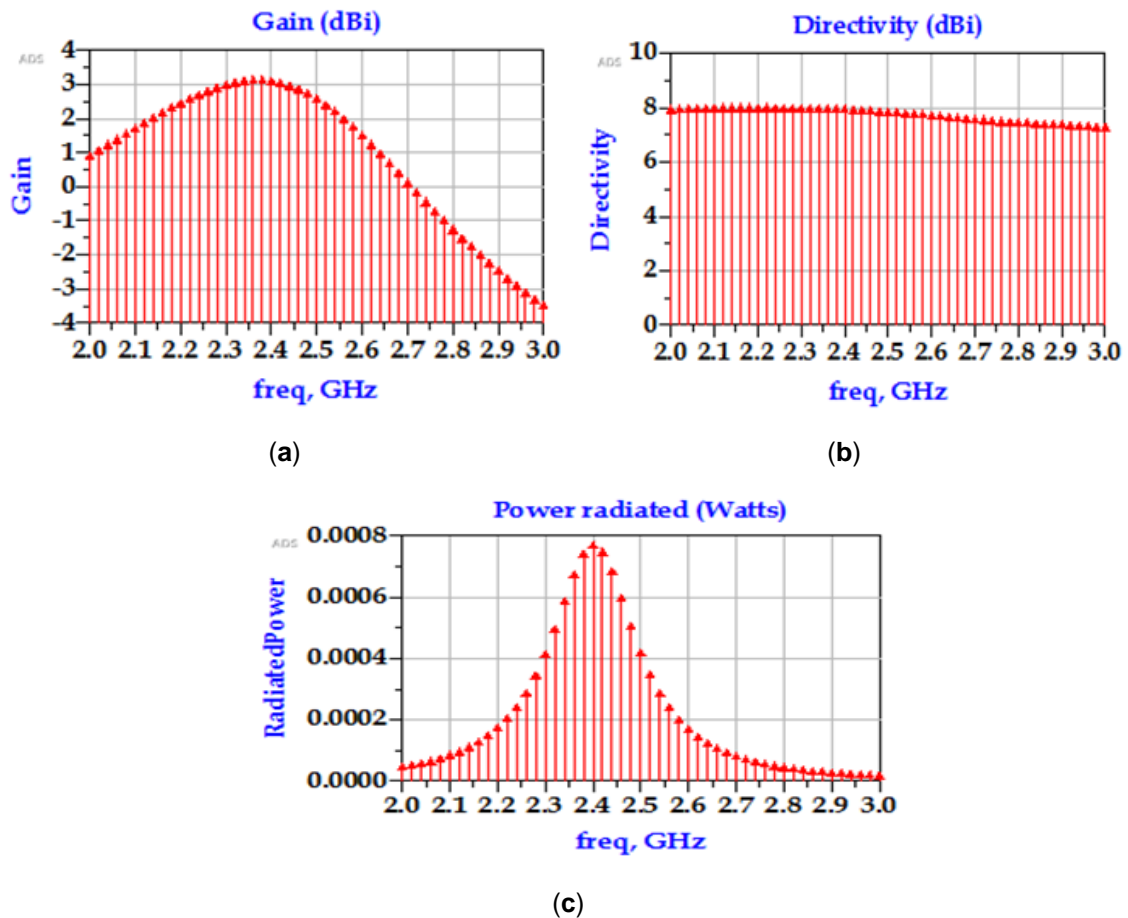 Gain (dBi)
ADS
4
3
2
1
0
-1
-2
-3
-4
Gain
2.0 2.1 2.2 2.3 2.4 2.5 2.6 2.7 2.8 2.9 3.0
freq, GHz
(a)
Directivity (dBi)
ADS
10
8
6
4
2
0
Directivity
2.0 2.1 2.2 2.3 2.4 2.5 2.6 2.7 2.8 2.9 3.0
freq, GHz
(b)
Power radiated (Watts)
ADS
0.0008
0.0006
0.0004
0.0002
0.0000
RadiatedPower
2.0 2.1 2.2 2.3 2.4 2.5 2.6 2.7 2.8 2.9 3.0
freq, GHz
(c)